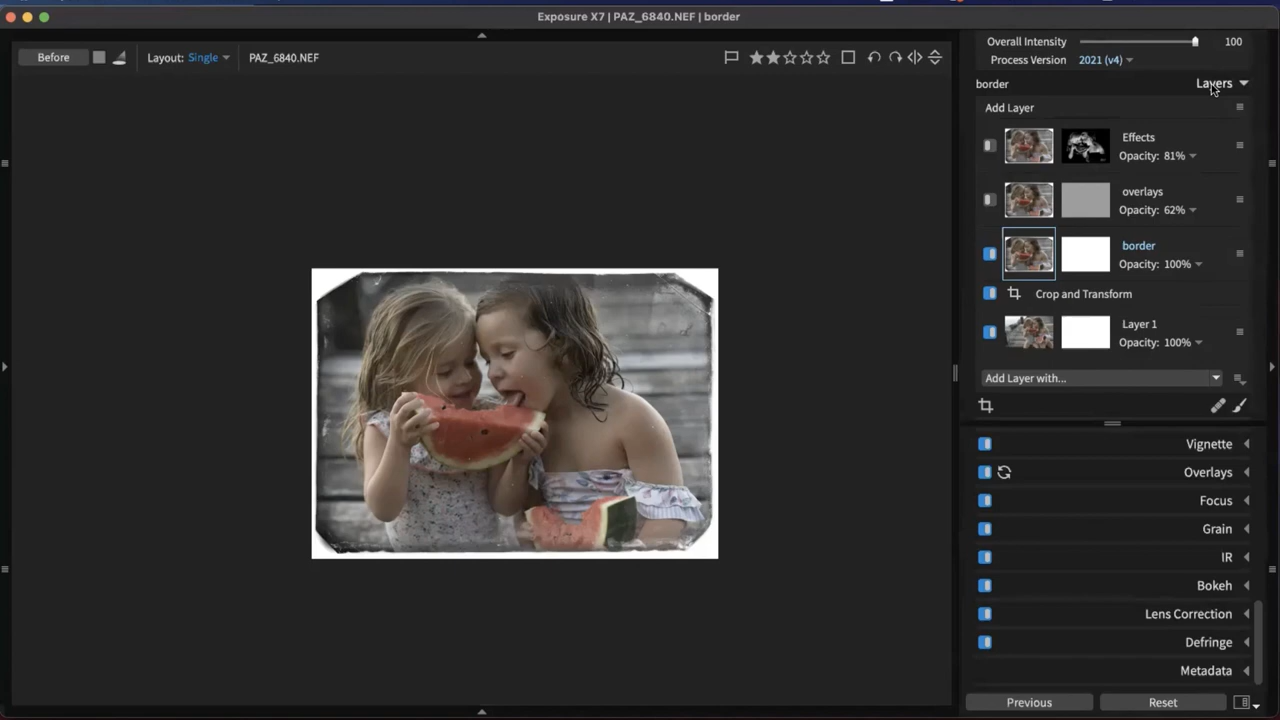 Exposure X7 | PAZ_6840.NEF | border
Before
Layout: Single
PAZ_6840.NEF
Overall Intensity 100
Process Version 2021 (v4)
border Layers
Add Layer
Effects
Opacity: 81%
overlays
Opacity: 62%
border
Opacity: 100%
Crop and Transform
Layer 1
Opacity: 100%
Add Layer with...
Vignette
Overlays
Focus
Grain
IR
Bokeh
Lens Correction
Defringe
Metadata
Previous Reset